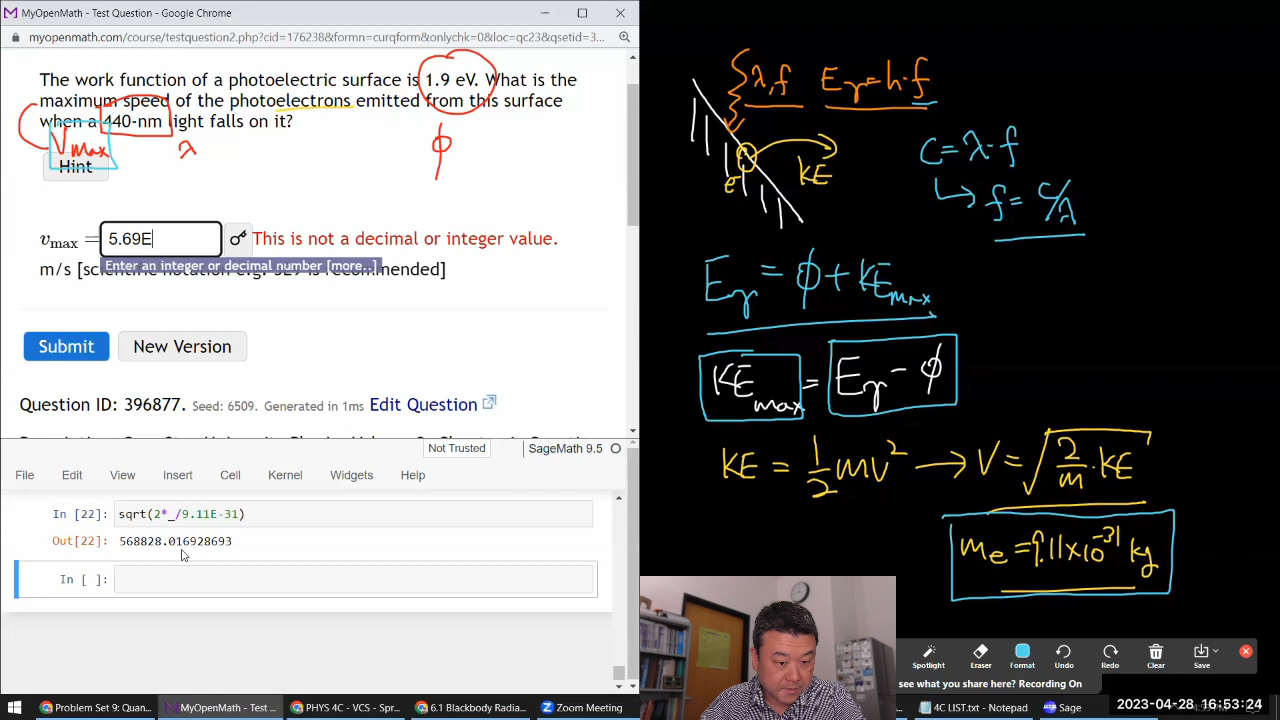 MyOpenMath - Test question - Google Chrome
myopenmath.com/course/testquestion2.php?cid=176238&formn=curqform&onlychk=0&loc=qc23&qsetid=3...
The work function of a photoelectric surface is 1.9 eV. What is the
maximum speed of the photoelectrons emitted from this surface
when a 440-nm light falls on it?
Vmax
λ
ϕ
Hint
vmax = 5.69E This is not a decimal or integer value.
Enter an integer or decimal number [more..]
Submit New Version
Question ID: 396877. Seed: 6509. Generated in 1ms Edit Question
Not Trusted SageMath 9.5
File Edit View Insert Cell Kernel Widgets Help
In [22]: sqrt(2*_/9.11E-31)
Out[22]: 568828.016928693
In [ ]:
λ,f Eγ=h·f
e⁻ KE
C=λ·f
↳ f= C/λ
Eγ = ϕ+KEmax
KEmax = Eγ - ϕ
KE = 1/2 mv² → V = √(2/m ·KE)
me =9.11×10⁻³¹ kg
Spotlight Eraser Format Undo Redo Clear Save
see what you share here? Recording On
Problem Set 9: Quan... MyOpenMath - Test ... PHYS 4C - VCS - Goo... 6.1 Blackbody Radia... Zoom Meeting 4C LIST.txt - Notepad Sage
2023-04-28 16:53:24